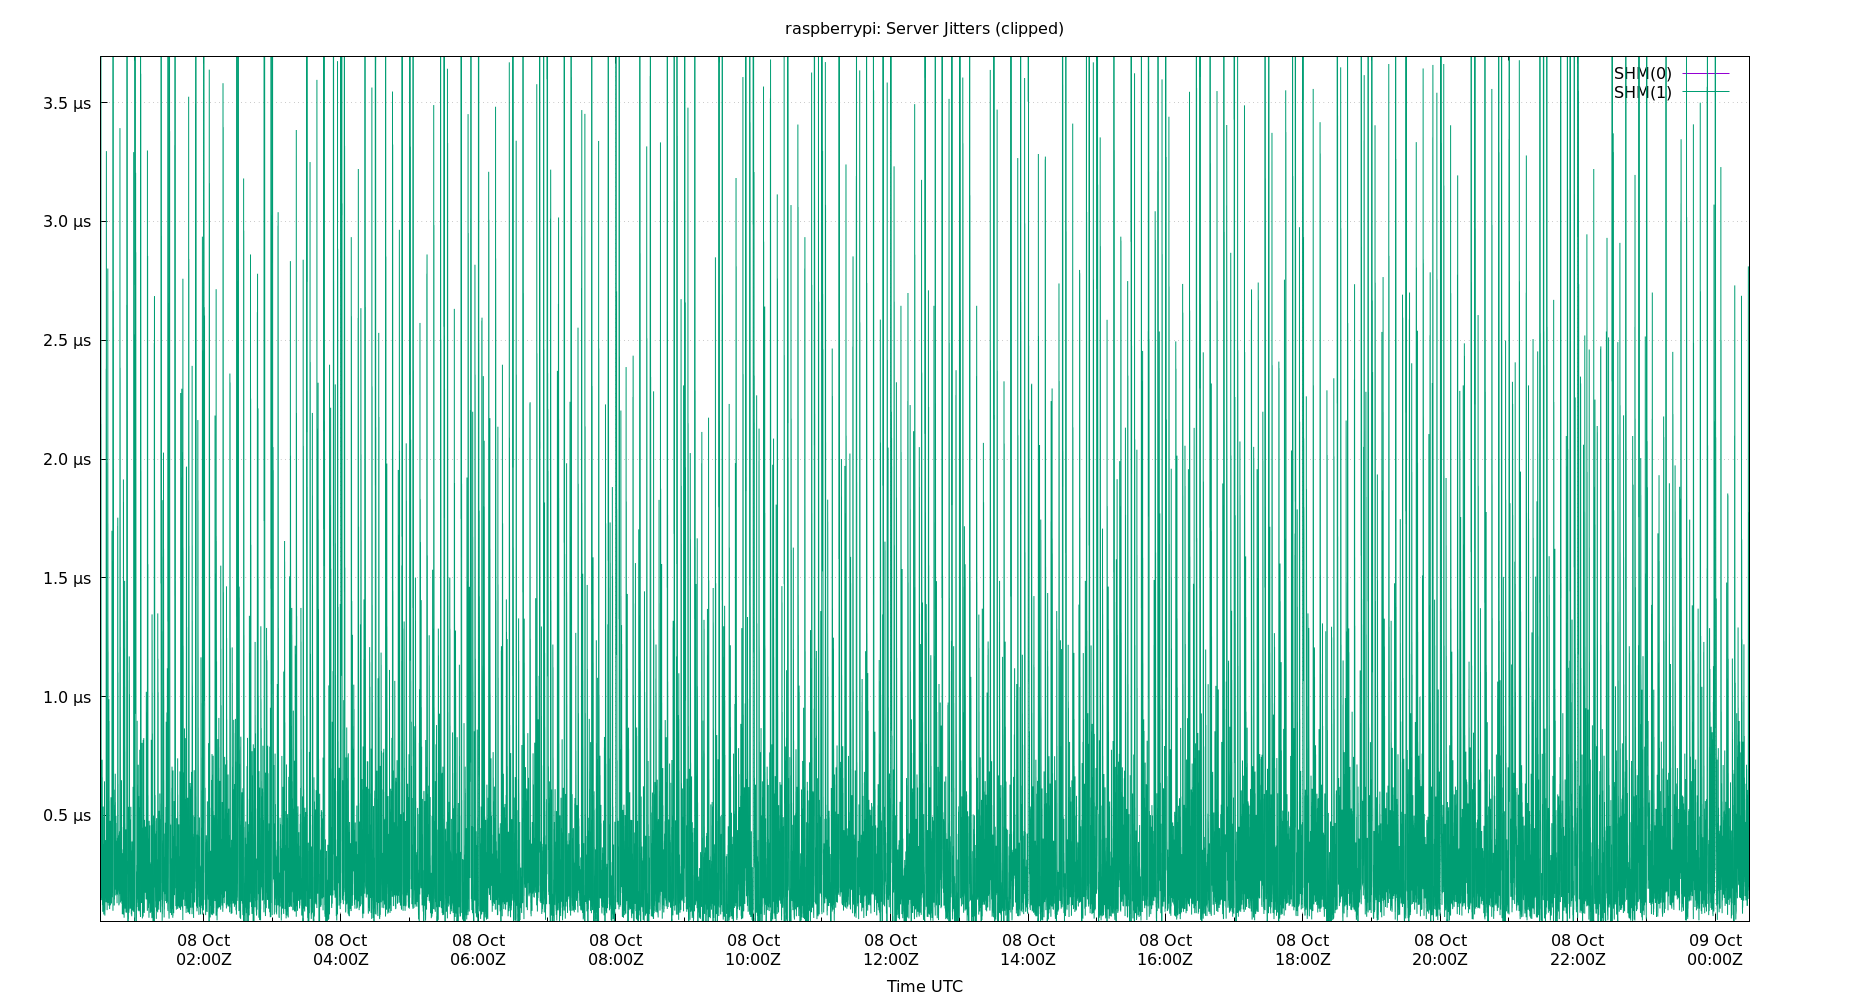 raspberrypi: Server Jitters (clipped)
SHM(0)
SHM(1)
3.5 µs
3.0 µs
2.5 µs
2.0 µs
1.5 µs
1.0 µs
0.5 µs
08 Oct 08 Oct 08 Oct 08 Oct 08 Oct 08 Oct 08 Oct 08 Oct 08 Oct 08 Oct 08 Oct 09 Oct
02:00Z 04:00Z 06:00Z 08:00Z 10:00Z 12:00Z 14:00Z 16:00Z 18:00Z 20:00Z 22:00Z 00:00Z
Time UTC